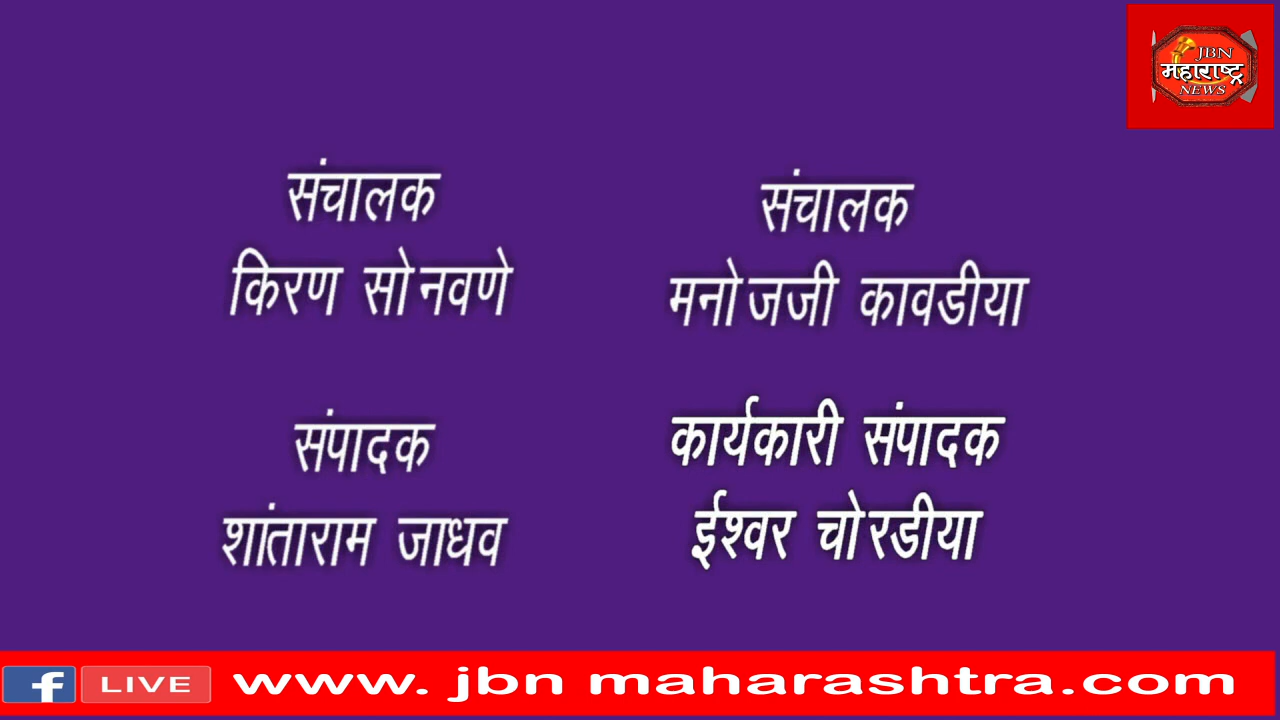 JBN
महाराष्ट्र
NEWS
संचालक
किरण सोनवणे
संचालक
मनोजजी कावडीया
संपादक
शांताराम जाधव
कार्यकारी संपादक
ईश्वर चोरडीया
f LIVE www. jbn maharashtra.com